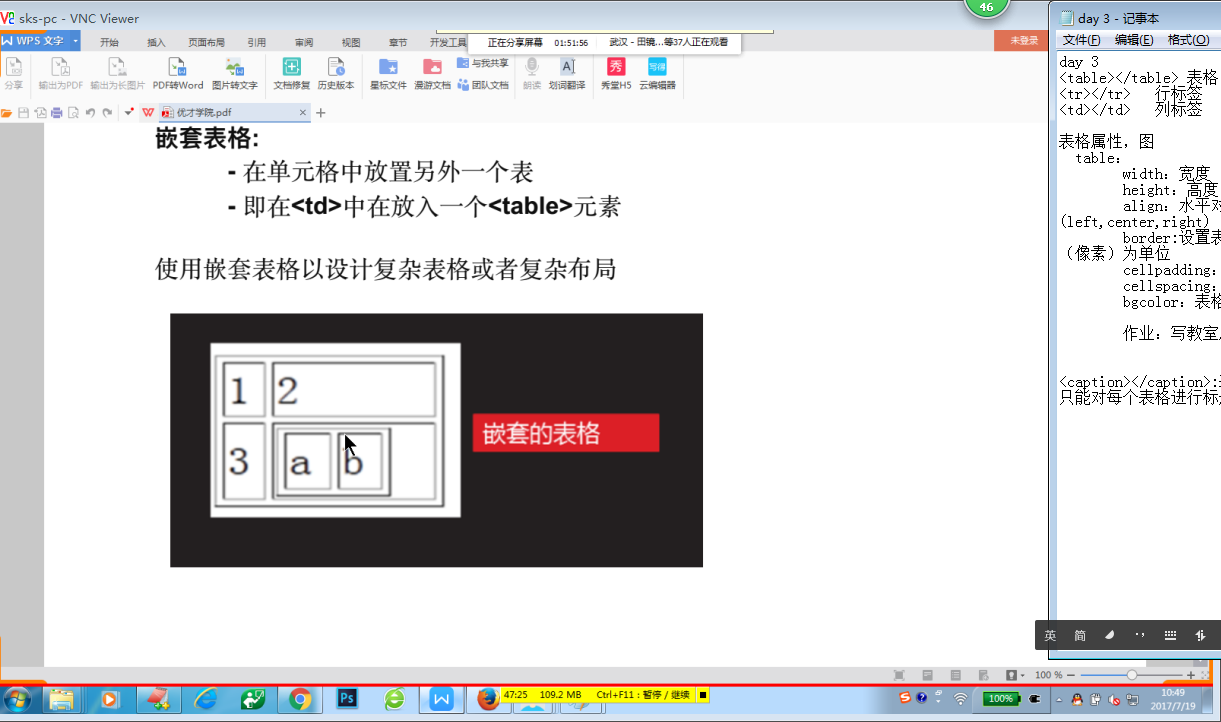 46
sks-pc - VNC Viewer
day 3 - 记事本
WPS 文字
开始 插入 页面布局 引用 审阅 视图 章节 开发工具
正在分享屏幕 01:51:56 武汉 - 田镜...等37人正在观看
未登录
文件(F) 编辑(E) 格式(O)
分享 输出为PDF 输出为长图片 PDF转Word 图片转文字 文档修复 历史版本 星标文件 漫游文档 与我共享 团队文档 朗读 划词翻译 秀堂H5 云编辑器
优才学院.pdf
嵌套表格:
- 在单元格中放置另外一个表
- 即在<td>中在放入一个<table>元素
使用嵌套表格以设计复杂表格或者复杂布局
1 2
3 a b
嵌套的表格
day 3
<table></table> 表格
<tr></tr> 行标签
<td></td> 列标签
表格属性，图
table：
width：宽度
height：高度
align：水平对
(left,center,right)
border:设置表
（像素）为单位
cellpadding：
cellspacing：
bgcolor：表格
作业：写教室
<caption></caption>:
只能对每个表格进行标
英 简
100 %
47:25 109.2 MB Ctrl+F11 : 暂停 / 继续
100%
10:49
2017/7/19